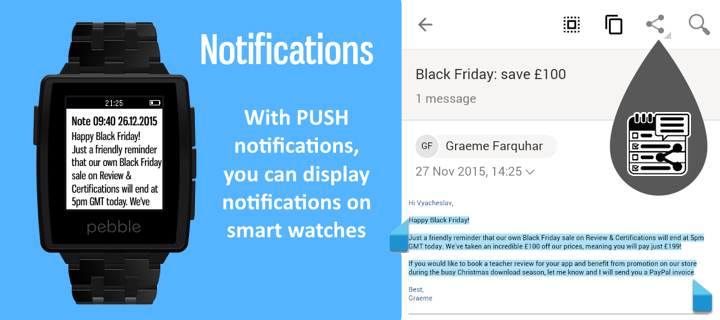 Notifications
With PUSH
notifications,
you can display
notifications on
smart watches
21:25
Note 09:40 26.12.2015
Happy Black Friday!
Just a friendly reminder
that our own Black Friday
sale on Review &
Certifications will end at
5pm GMT today. We've
pebble
Black Friday: save £100
1 message
GF Graeme Farquhar
27 Nov 2015, 14:25
Hi Vyacheslav,
Happy Black Friday!
Just a friendly reminder that our own Black Friday sale on Review & Certifications will end at 5pm
GMT today. We've taken an incredible £100 off our prices, meaning you will pay just £199!
If you would like to book a teacher review for your app and benefit from promotion on our store
during the busy Christmas download season, let me know and I will send you a PayPal invoice.
Best,
Graeme